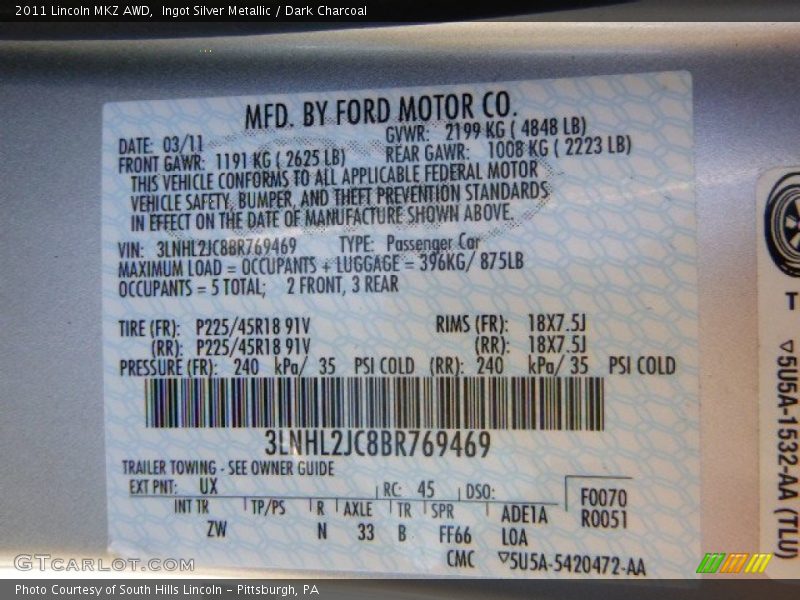 2011 Lincoln MKZ AWD,  Ingot Silver Metallic / Dark Charcoal
MFD. BY FORD MOTOR CO.
DATE: 03/11 GVWR: 2199 KG ( 4848 LB)
FRONT GAWR: 1191 KG ( 2625 LB) REAR GAWR: 1008 KG ( 2223 LB)
THIS VEHICLE CONFORMS TO ALL APPLICABLE FEDERAL MOTOR
VEHICLE SAFETY, BUMPER, AND THEFT PREVENTION STANDARDS
IN EFFECT ON THE DATE OF MANUFACTURE SHOWN ABOVE.
VIN: 3LNHL2JC8BR769469 TYPE: Passenger Car
MAXIMUM LOAD = OCCUPANTS + LUGGAGE = 396KG/ 875LB
OCCUPANTS = 5 TOTAL; 2 FRONT, 3 REAR
TIRE (FR): P225/45R18 91V RIMS (FR): 18X7.5J
(RR): P225/45R18 91V (RR): 18X7.5J
PRESSURE (FR): 240 kPa/ 35 PSI COLD (RR): 240 kPa/ 35 PSI COLD
3LNHL2JC8BR769469
TRAILER TOWING - SEE OWNER GUIDE
EXT PNT: UX RC: 45 DSO: F0070
INT TR TP/PS R AXLE TR SPR ADE1A R0051
ZW N 33 B FF66 LOA
CMC ▽5U5A-5420472-AA
T
▽5U5A-1532-AA (TLU)
GTCarLot.com
Photo Courtesy of South Hills Lincoln - Pittsburgh, PA